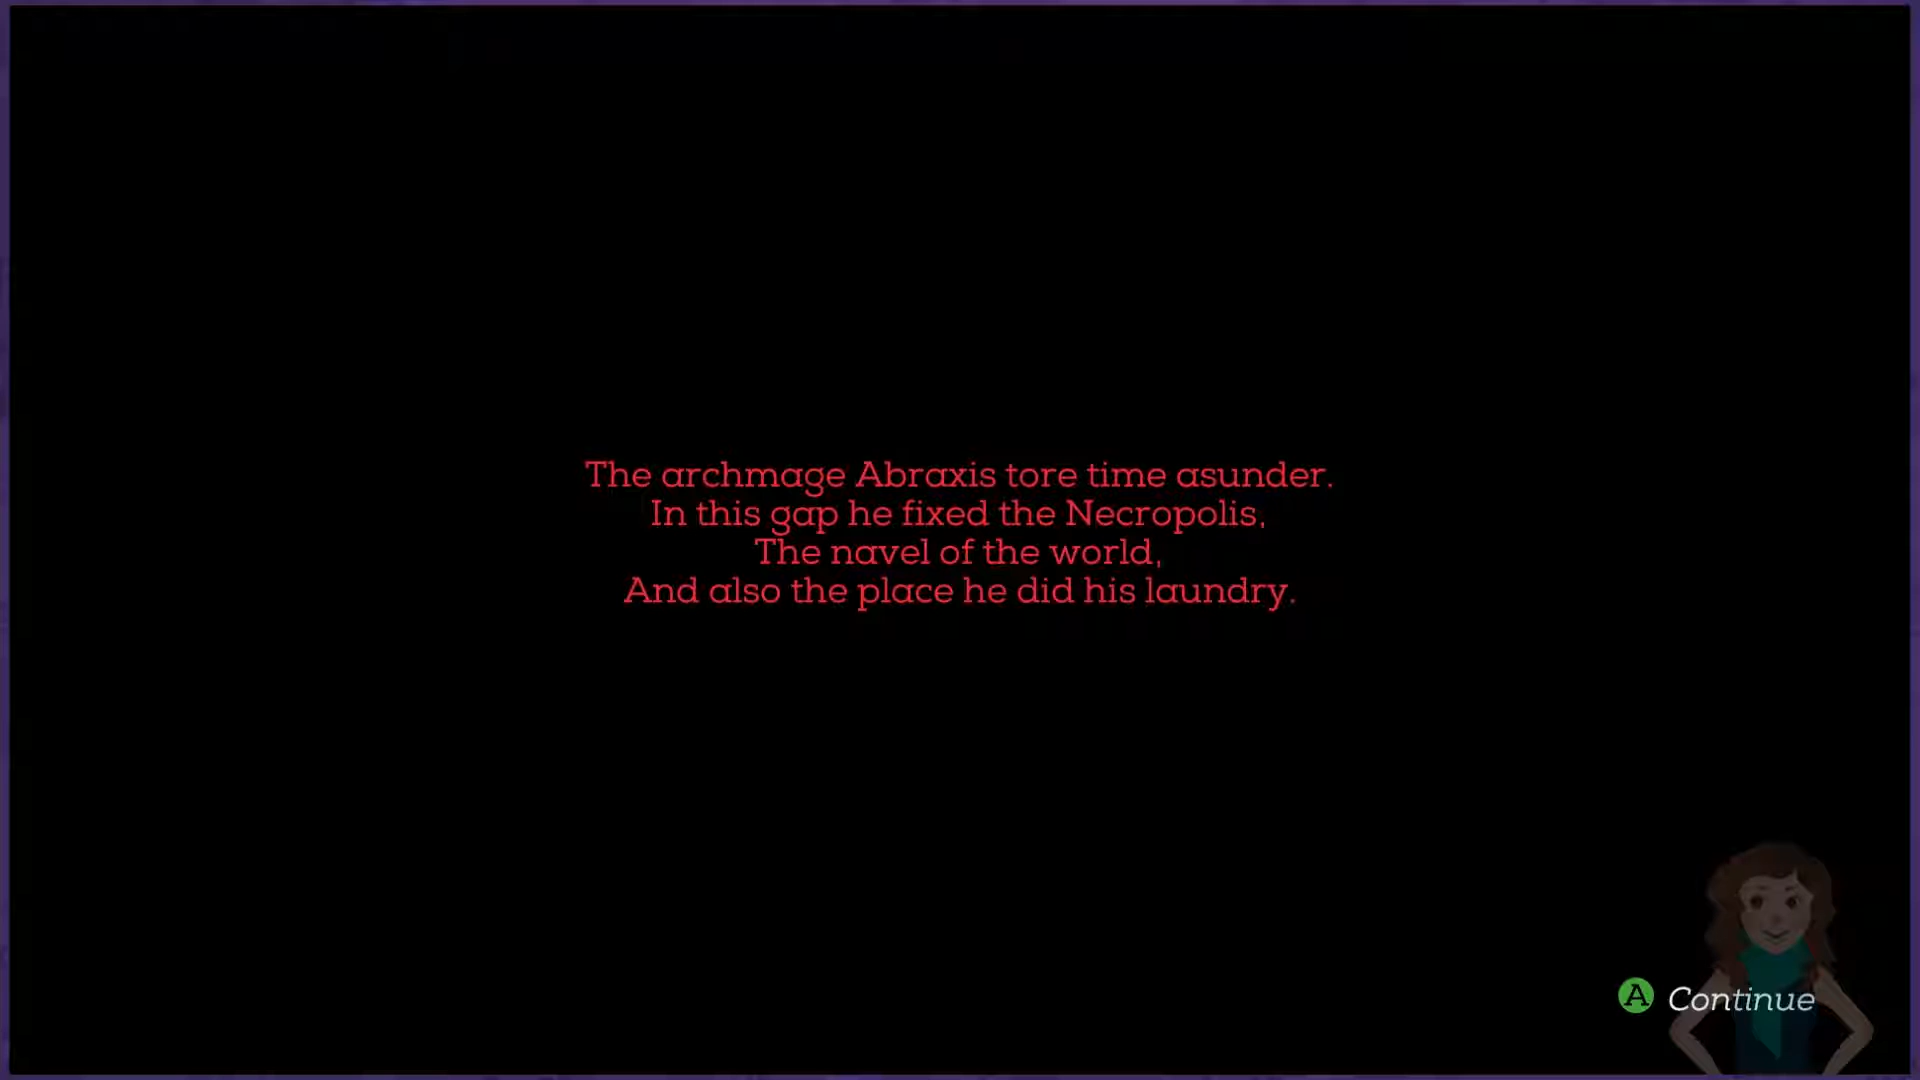 The archmage Abraxis tore time asunder.
In this gap he fixed the Necropolis,
The navel of the world,
And also the place he did his laundry.
A Continue